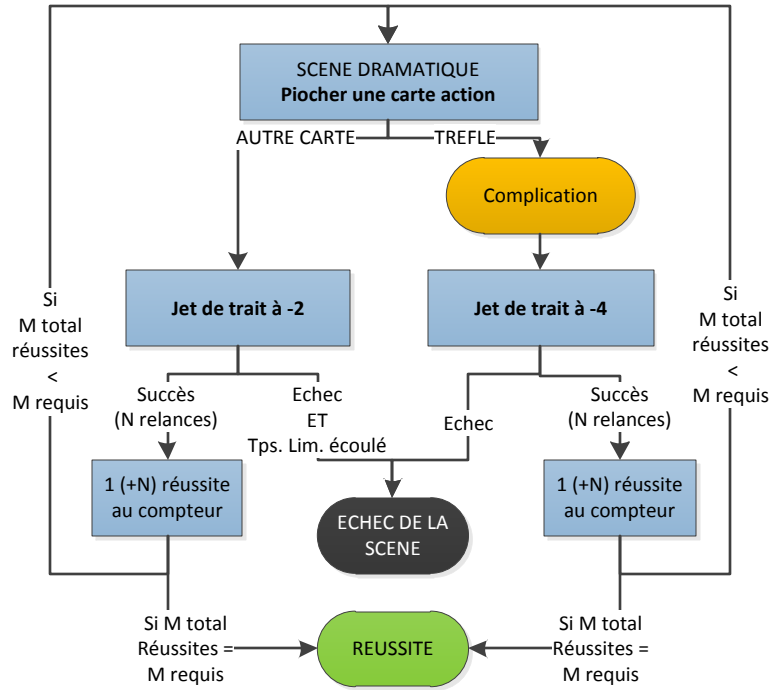 SCENE DRAMATIQUE
Piocher une carte action
AUTRE CARTE
TREFLE
Complication
Jet de trait à -2
Jet de trait à -4
Si
M total
réussites
<
M requis
Si
M total
réussites
<
M requis
Succès
(N relances)
Echec
ET
Tps. Lim. écoulé
Echec
Succès
(N relances)
1 (+N) réussite
au compteur
ECHEC DE LA
SCENE
1 (+N) réussite
au compteur
Si M total
Réussites =
M requis
REUSSITE
Si M total
Réussites =
M requis